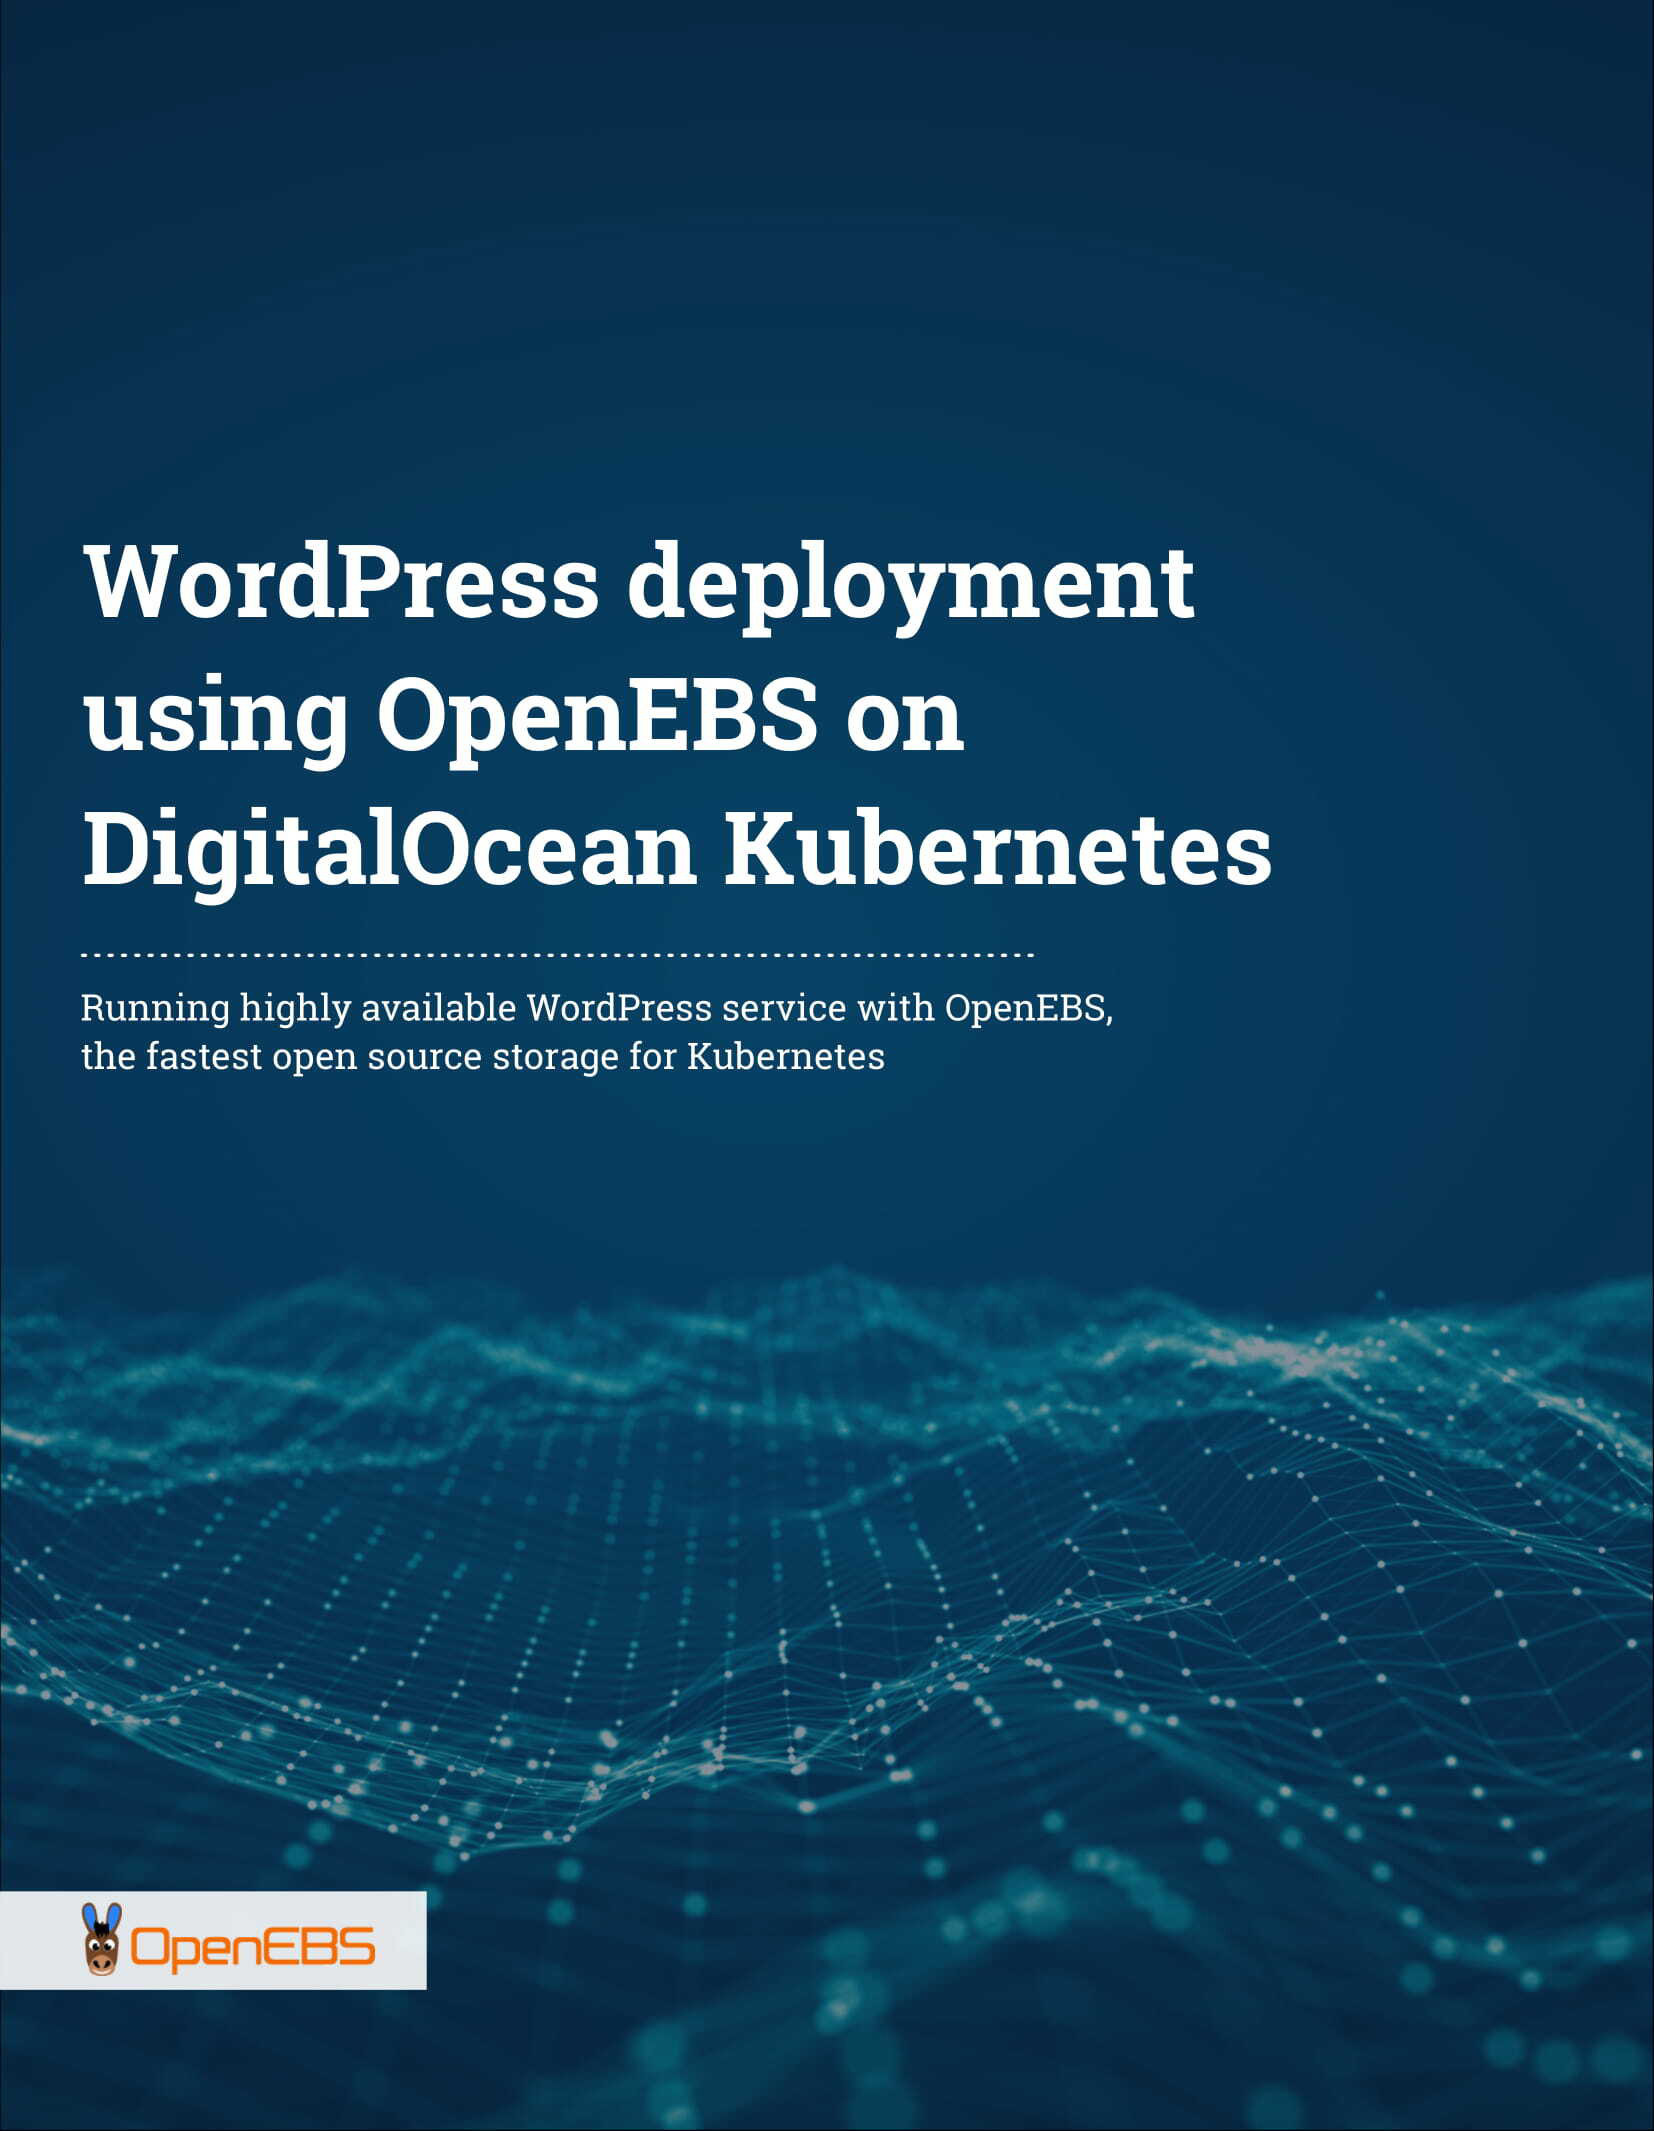 WordPress deployment
using OpenEBS on
DigitalOcean Kubernetes
Running highly available WordPress service with OpenEBS,
the fastest open source storage for Kubernetes
OpenEBS